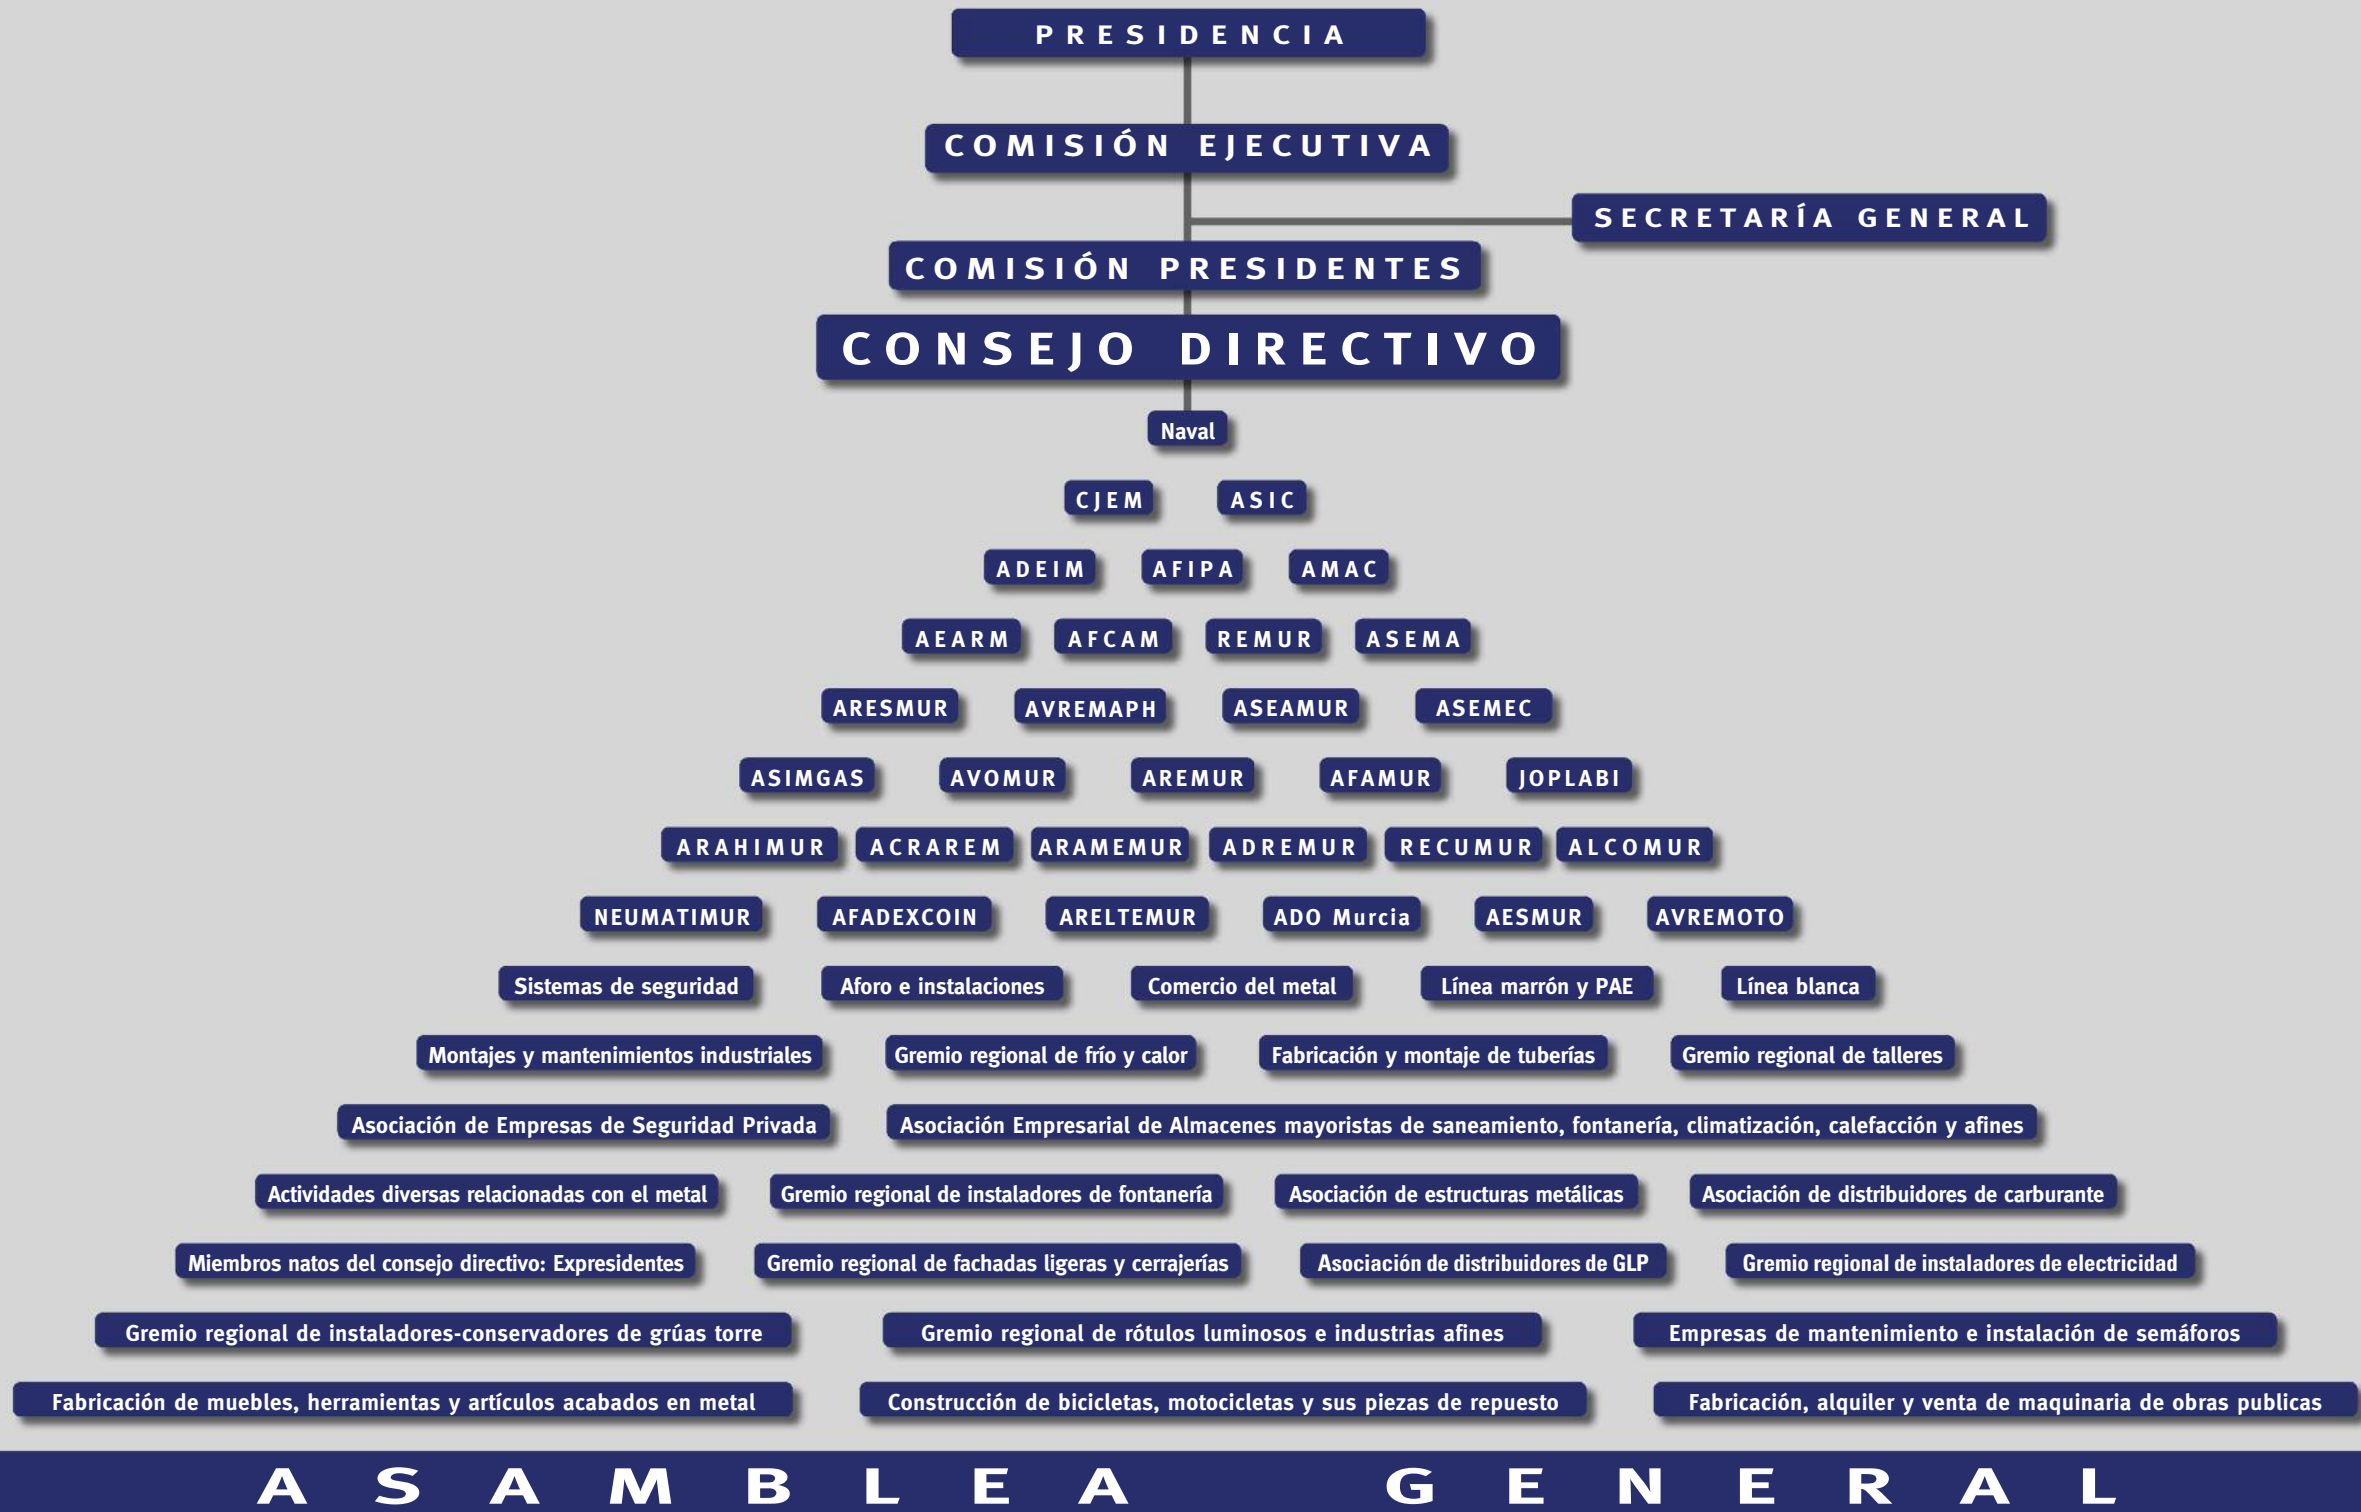 PRESIDENCIA
COMISIÓN EJECUTIVA
SECRETARÍA GENERAL
COMISIÓN PRESIDENTES
CONSEJO DIRECTIVO
Naval
CJEM ASIC
ADEIM AFIPA AMAC
AEARM AFCAM REMUR ASEMA
ARESMUR AVREMAPH ASEAMUR ASEMEC
ASIMGAS AVOMUR AREMUR AFAMUR JOPLABI
ARAHIMUR ACRAREM ARAMEMUR ADREMUR RECUMUR ALCOMUR
NEUMATIMUR AFADEXCOIN ARELTEMUR ADO Murcia AESMUR AVREMOTO
Sistemas de seguridad Aforo e instalaciones Comercio del metal Línea marrón y PAE Línea blanca
Montajes y mantenimientos industriales Gremio regional de frío y calor Fabricación y montaje de tuberías Gremio regional de talleres
Asociación de Empresas de Seguridad Privada Asociación Empresarial de Almacenes mayoristas de saneamiento, fontanería, climatización, calefacción y afines
Actividades diversas relacionadas con el metal Gremio regional de instaladores de fontanería Asociación de estructuras metálicas Asociación de distribuidores de carburante
Miembros natos del consejo directivo: Expresidentes Gremio regional de fachadas ligeras y cerrajerías Asociación de distribuidores de GLP Gremio regional de instaladores de electricidad
Gremio regional de instaladores-conservadores de grúas torre Gremio regional de rótulos luminosos e industrias afines Empresas de mantenimiento e instalación de semáforos
Fabricación de muebles, herramientas y artículos acabados en metal Construcción de bicicletas, motocicletas y sus piezas de repuesto Fabricación, alquiler y venta de maquinaria de obras publicas
ASAMBLEA GENERAL